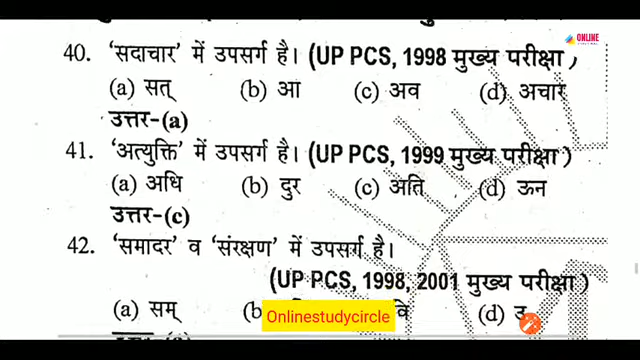 ONLINE
40. 'सदाचार' में उपसर्ग है। (UP PCS, 1998 मुख्य परीक्षा)
(a) सत् (b) आ (c) अव (d) अचार
उत्तर-(a)
41. 'अत्युक्ति' में उपसर्ग है। (UP PCS, 1999 मुख्य परीक्षा)
(a) अधि (b) दुर (c) अति (d) ऊन
उत्तर-(c)
42. 'समादर' व 'संरक्षण' में उपसर्ग है।
(UP PCS, 1998, 2001 मुख्य परीक्षा)
(a) सम् (b) (d)
Onlinestudycircle